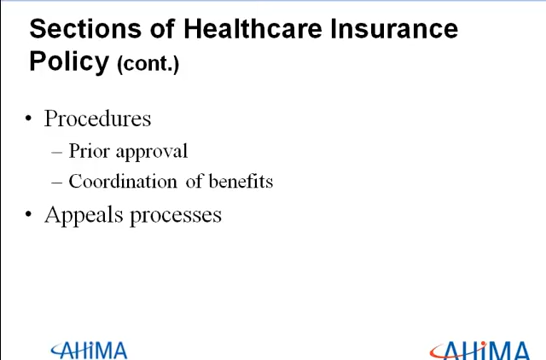 Sections of Healthcare Insurance
Policy (cont.)
• Procedures
– Prior approval
– Coordination of benefits
• Appeals processes
AHiMA
AHiMA